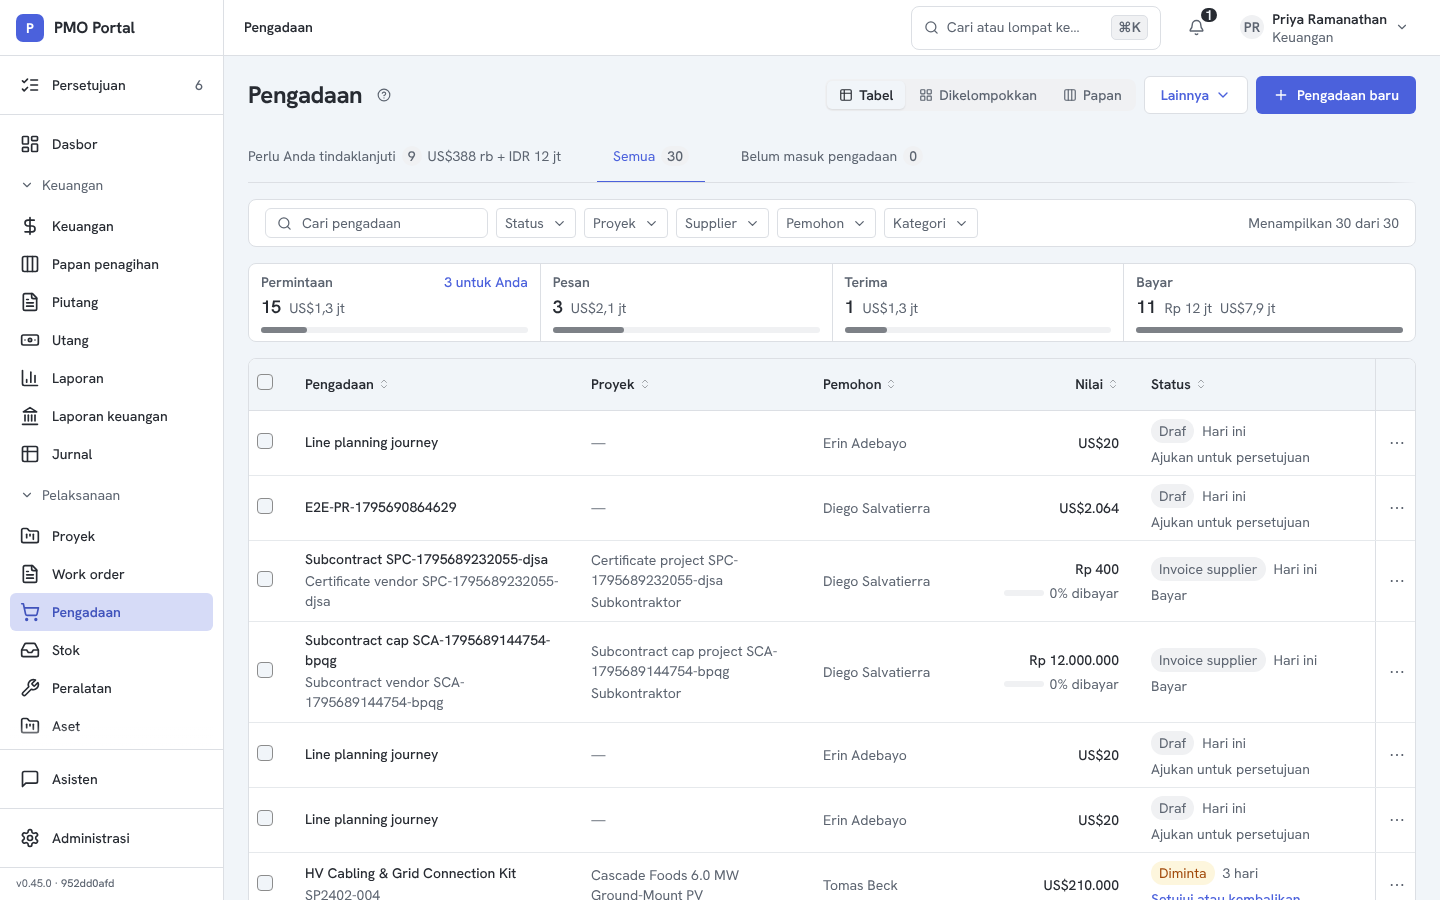 P PMO Portal
Pengadaan
Cari atau lompat ke...
⌘K
1
PR
Priya Ramanathan
Keuangan
Persetujuan 6
Dasbor
Keuangan
Keuangan
Papan penagihan
Piutang
Utang
Laporan
Laporan keuangan
Jurnal
Pelaksanaan
Proyek
Work order
Pengadaan
Stok
Peralatan
Aset
Asisten
Administrasi
v0.45.0 · 952dd0afd
Pengadaan
Tabel Dikelompokkan Papan
Lainnya
Pengadaan baru
Perlu Anda tindaklanjuti 9 US$388 rb + IDR 12 jt
Semua 30
Belum masuk pengadaan 0
Cari pengadaan
Status
Proyek
Supplier
Pemohon
Kategori
Menampilkan 30 dari 30
Permintaan 3 untuk Anda
15 US$1,3 jt
Pesan
3 US$2,1 jt
Terima
1 US$1,3 jt
Bayar
11 Rp 12 jt US$7,9 jt
Pengadaan Proyek Pemohon Nilai Status
Line planning journey — Erin Adebayo US$20 Draf Hari ini
Ajukan untuk persetujuan
E2E-PR-1795690864629 — Diego Salvatierra US$2.064 Draf Hari ini
Ajukan untuk persetujuan
Subcontract SPC-1795689232055-djsa
Certificate vendor SPC-1795689232055-
djsa
Certificate project SPC-
1795689232055-djsa
Subkontraktor
Diego Salvatierra
Rp 400
0% dibayar
Invoice supplier Hari ini
Bayar
Subcontract cap SCA-1795689144754-
bpqg
Subcontract vendor SCA-
1795689144754-bpqg
Subcontract cap project SCA-
1795689144754-bpqg
Subkontraktor
Diego Salvatierra
Rp 12.000.000
0% dibayar
Invoice supplier Hari ini
Bayar
Line planning journey — Erin Adebayo US$20 Draf Hari ini
Ajukan untuk persetujuan
Line planning journey — Erin Adebayo US$20 Draf Hari ini
Ajukan untuk persetujuan
HV Cabling & Grid Connection Kit
SP2402-004
Cascade Foods 6.0 MW
Ground-Mount PV
Tomas Beck
US$210.000
Diminta 3 hari
Setujui atau kembalikan